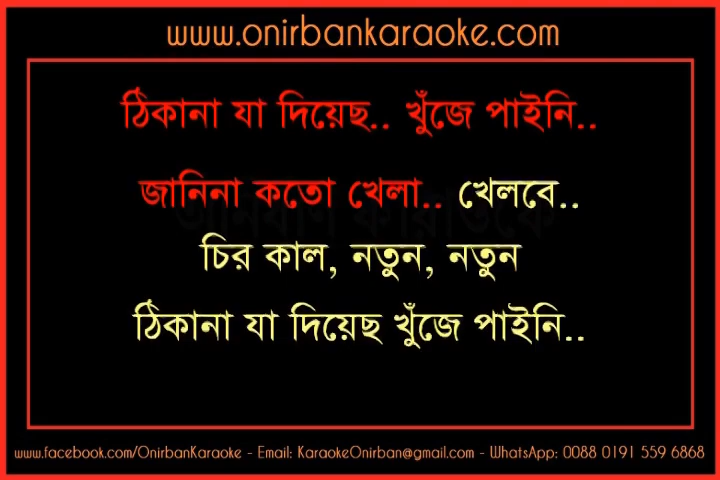 www.onirbankaraoke.com
ঠিকানা যা দিয়েছ.. খুঁজে পাইনি..
জানিনা কতো খেলা.. খেলবে..
চির কাল, নতুন, নতুন
ঠিকানা যা দিয়েছ খুঁজে পাইনি..
www.facebook.com/OnirbanKaraoke - Email: KaraokeOnirban@gmail.com - WhatsApp: 0088 0191 559 6868